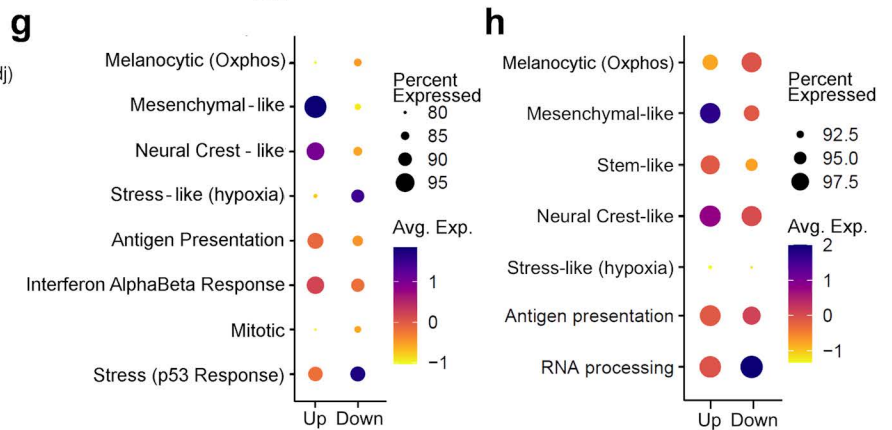 g
dj)
Melanocytic (Oxphos)
Mesenchymal-like
Neural Crest - like
Stress-like (hypoxia)
Antigen Presentation
Interferon AlphaBeta Response
Mitotic
Stress (p53 Response)
Up Down
Percent
Expressed
80
85
90
95
Avg. Exp.
1
0
−1
h
Melanocytic (Oxphos)
Mesenchymal-like
Stem-like
Neural Crest-like
Stress-like (hypoxia)
Antigen presentation
RNA processing
Up Down
Percent
Expressed
92.5
95.0
97.5
Avg. Exp.
2
1
0
−1